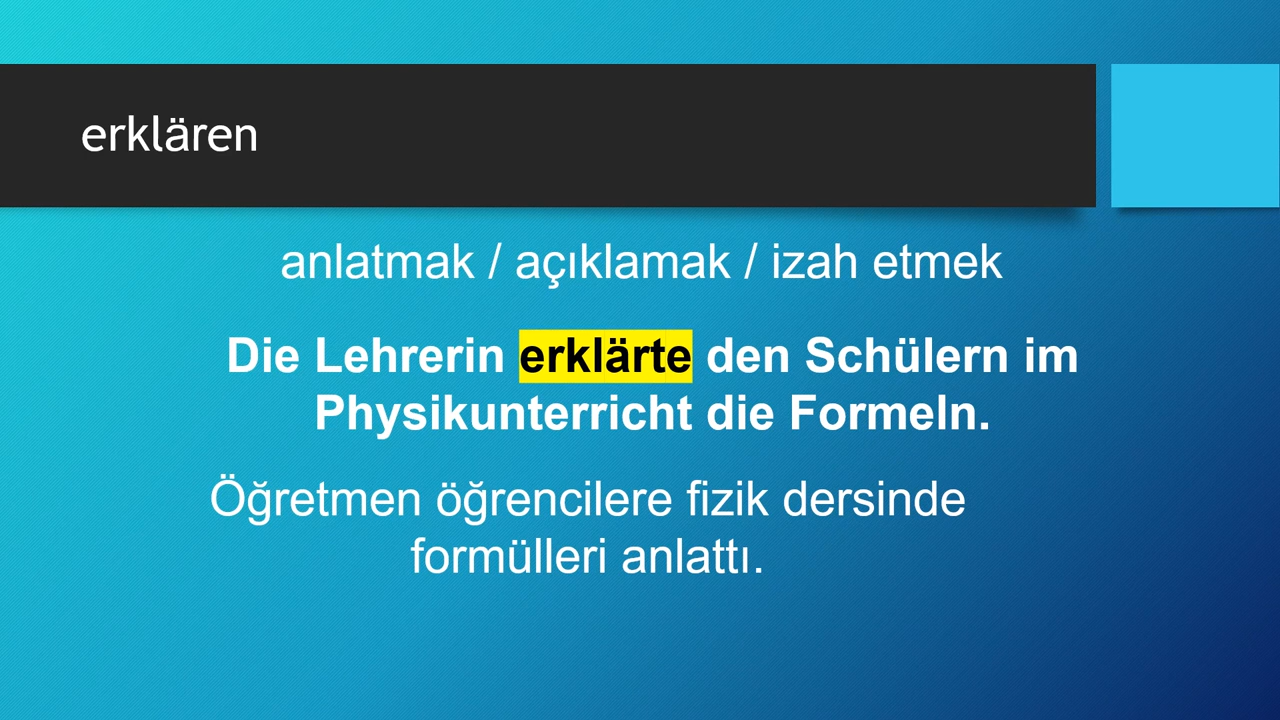 erklären
anlatmak / açıklamak / izah etmek
Die Lehrerin erklärte den Schülern im
Physikunterricht die Formeln.
Öğretmen öğrencilere fizik dersinde
formülleri anlattı.